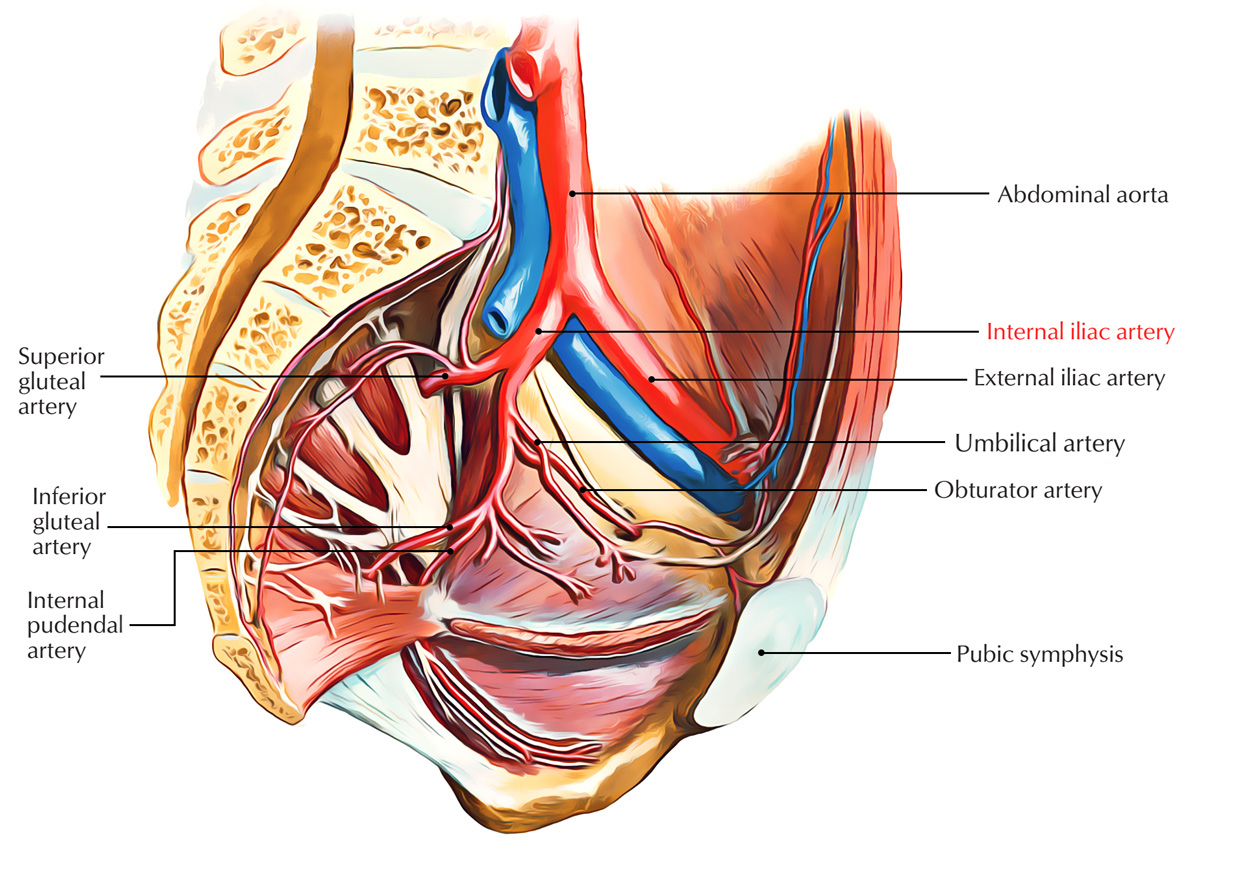 Abdominal aorta
Internal iliac artery
Superior
gluteal
artery
External iliac artery
Umbilical artery
Obturator artery
Inferior
gluteal
artery
Internal
pudendal
artery
Pubic symphysis